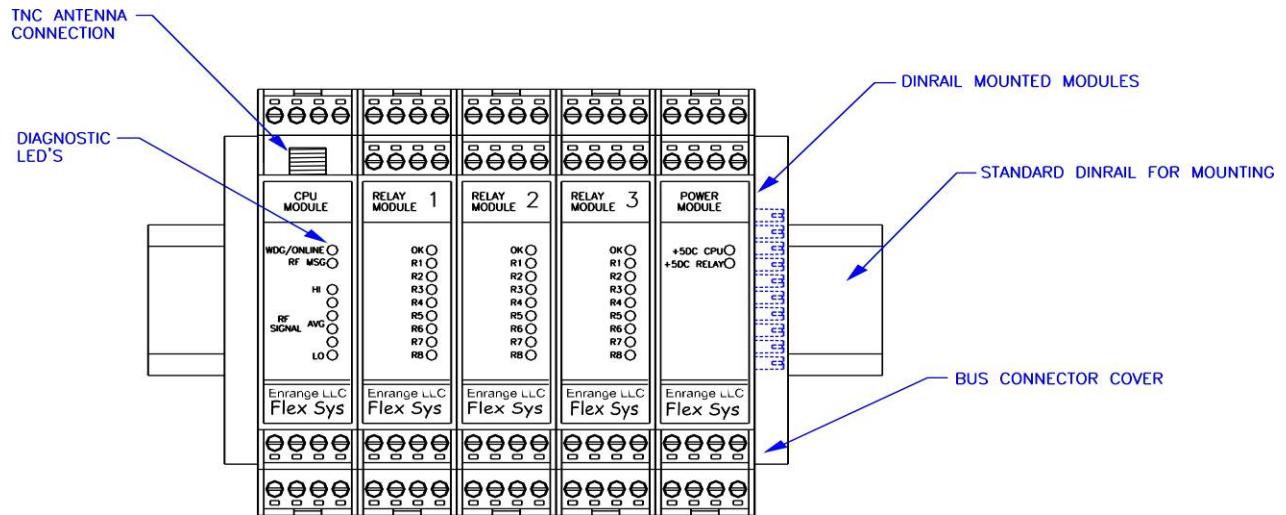 TNC ANTENNA
CONNECTION
DINRAIL MOUNTED MODULES
DIAGNOSTIC
LED'S
STANDARD DINRAIL FOR MOUNTING
CPU
MODULE
WDG/ONLINE
RF MSG
HI
RF
SIGNAL
AVG
LO
Enrange LLC
Flex Sys
RELAY
MODULE 1
OK
R1
R2
R3
R4
R5
R6
R7
R8
Enrange LLC
Flex Sys
RELAY
MODULE 2
OK
R1
R2
R3
R4
R5
R6
R7
R8
Enrange LLC
Flex Sys
RELAY
MODULE 3
OK
R1
R2
R3
R4
R5
R6
R7
R8
Enrange LLC
Flex Sys
POWER
MODULE
+5DC CPU
+5DC RELAY
Enrange LLC
Flex Sys
BUS CONNECTOR COVER